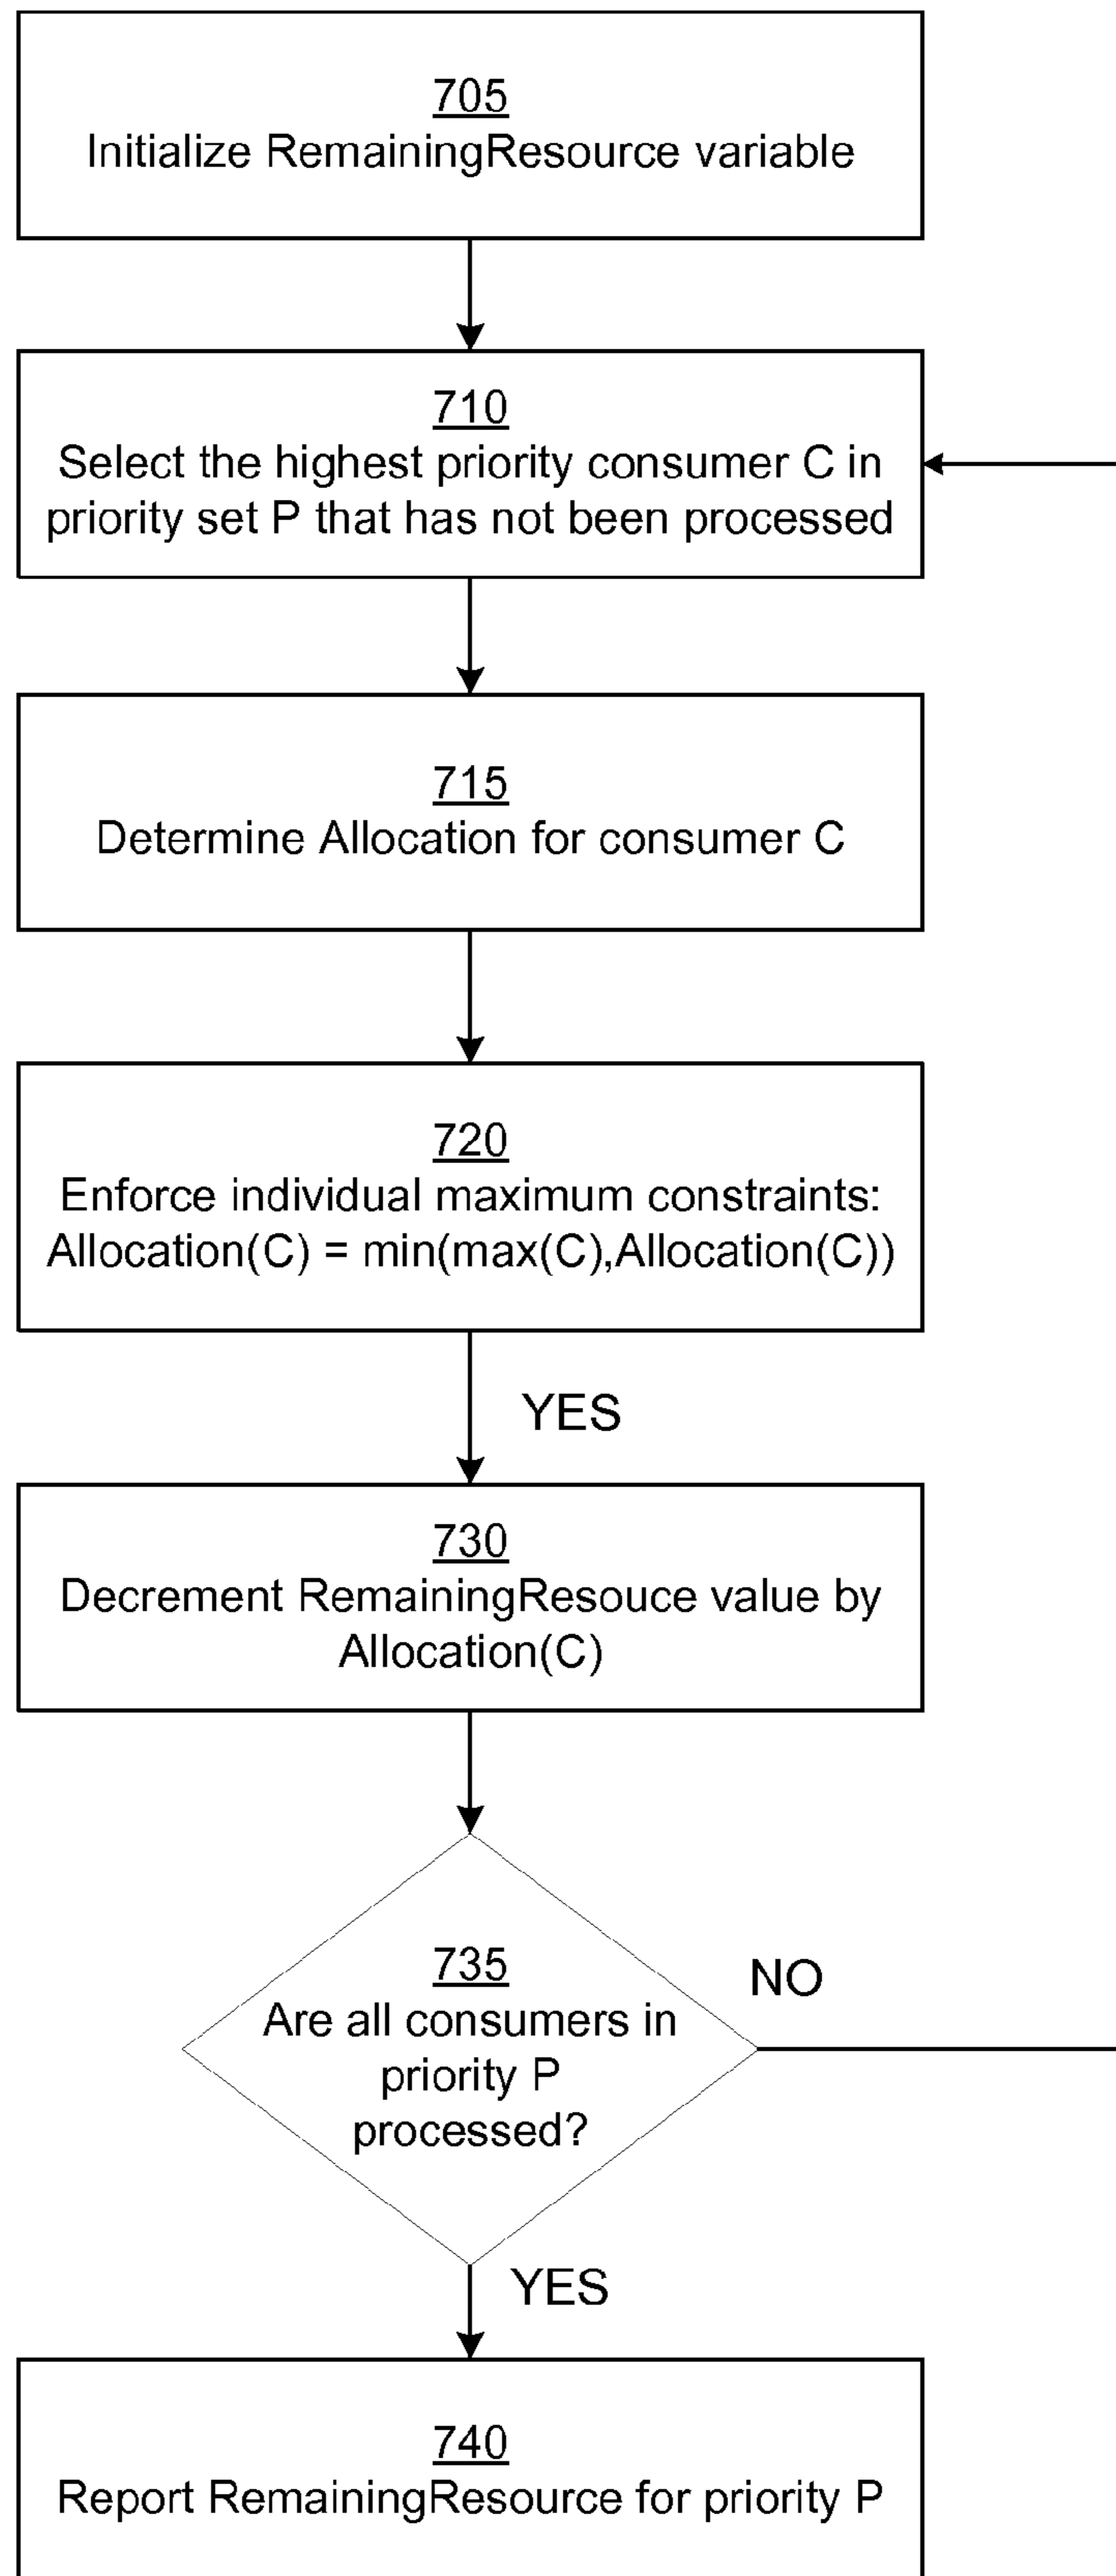 705
Initialize RemainingResource variable
710
Select the highest priority consumer C in
priority set P that has not been processed
715
Determine Allocation for consumer C
720
Enforce individual maximum constraints:
Allocation(C) = min(max(C),Allocation(C))
YES
730
Decrement RemainingResouce value by
Allocation(C)
735
Are all consumers in
priority P
processed?
NO
YES
740
Report RemainingResource for priority P